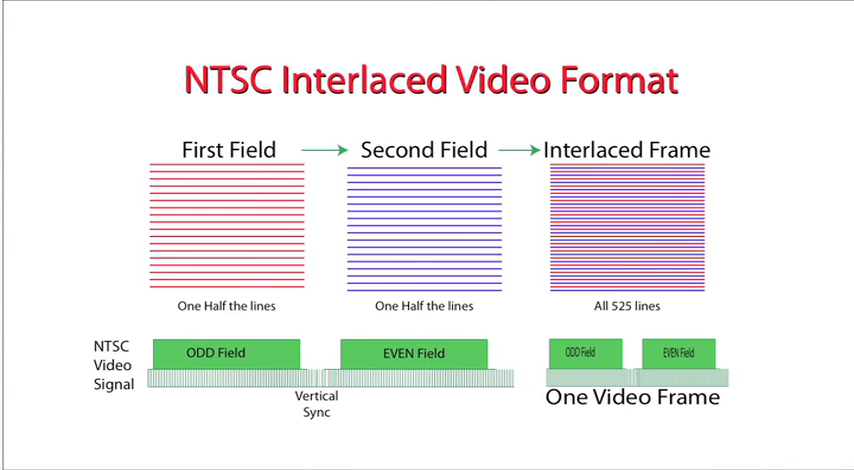 NTSC Interlaced Video Format
First Field
Second Field
Interlaced Frame
One Half the lines
One Half the lines
All 525 lines
NTSC
Video
Signal
ODD Field
EVEN Field
Vertical
Sync
ODD Field
EVEN Field
One Video Frame